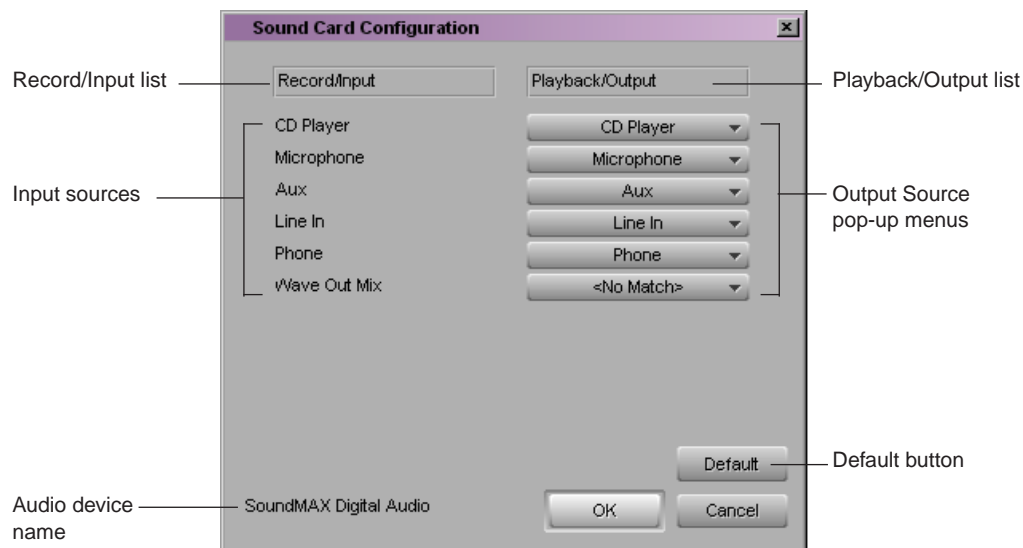 Sound Card Configuration
Record/Input list
Record/Input
Playback/Output
Playback/Output list
CD Player
CD Player
Microphone
Microphone
Input sources
Aux
Aux
Output Source
pop-up menus
Line In
Line In
Phone
Phone
Wave Out Mix
<No Match>
Default
Default button
Audio device
name
SoundMAX Digital Audio
OK
Cancel